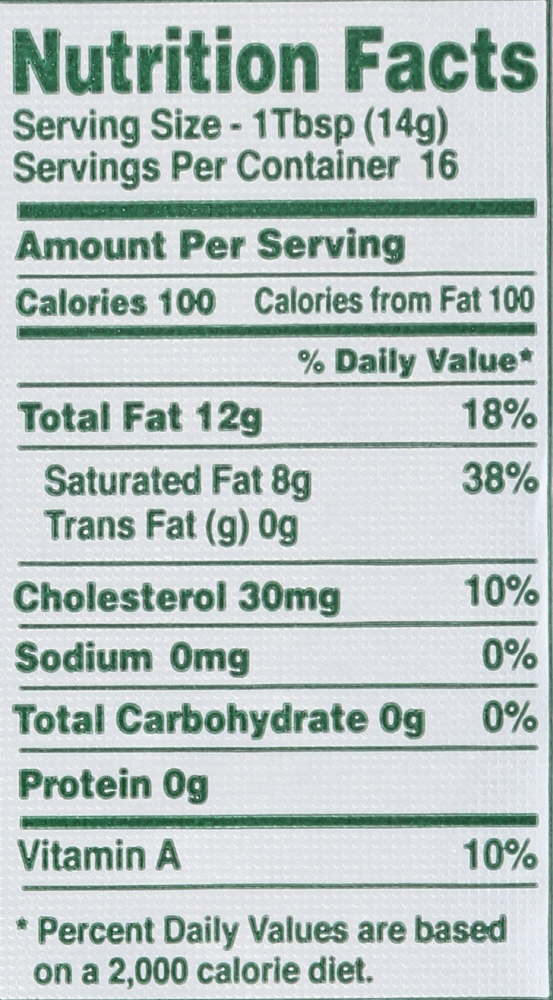 Nutrition Facts
Serving Size - 1Tbsp (14g)
Servings Per Container 16
Amount Per Serving
Calories 100 Calories from Fat 100
% Daily Value*
Total Fat 12g 18%
Saturated Fat 8g 38%
Trans Fat (g) 0g
Cholesterol 30mg 10%
Sodium 0mg 0%
Total Carbohydrate 0g 0%
Protein 0g
Vitamin A 10%
* Percent Daily Values are based
on a 2,000 calorie diet.